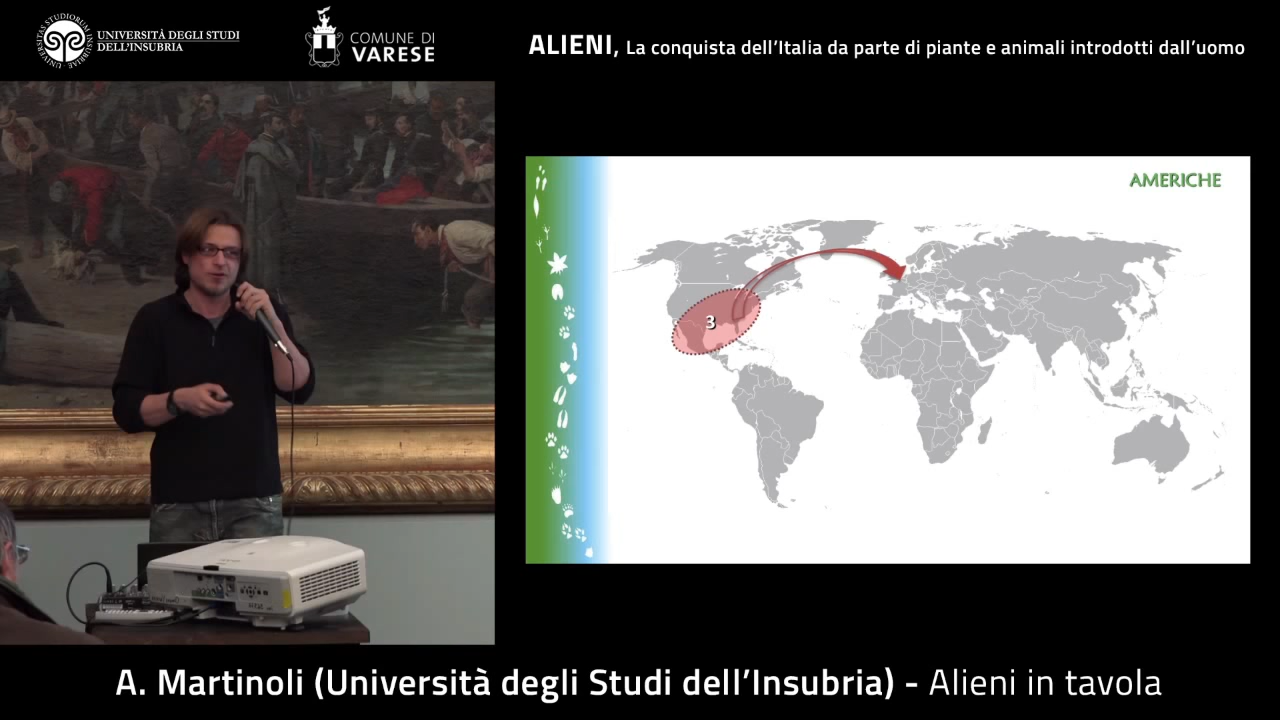 UNIVERSITÀ DEGLI STUDI
DELL'INSUBRIA
COMUNE DI
VARESE
ALIENI, La conquista dell'Italia da parte di piante e animali introdotti dall'uomo
AMERICHE
3
A. Martinoli (Università degli Studi dell'Insubria) - Alieni in tavola